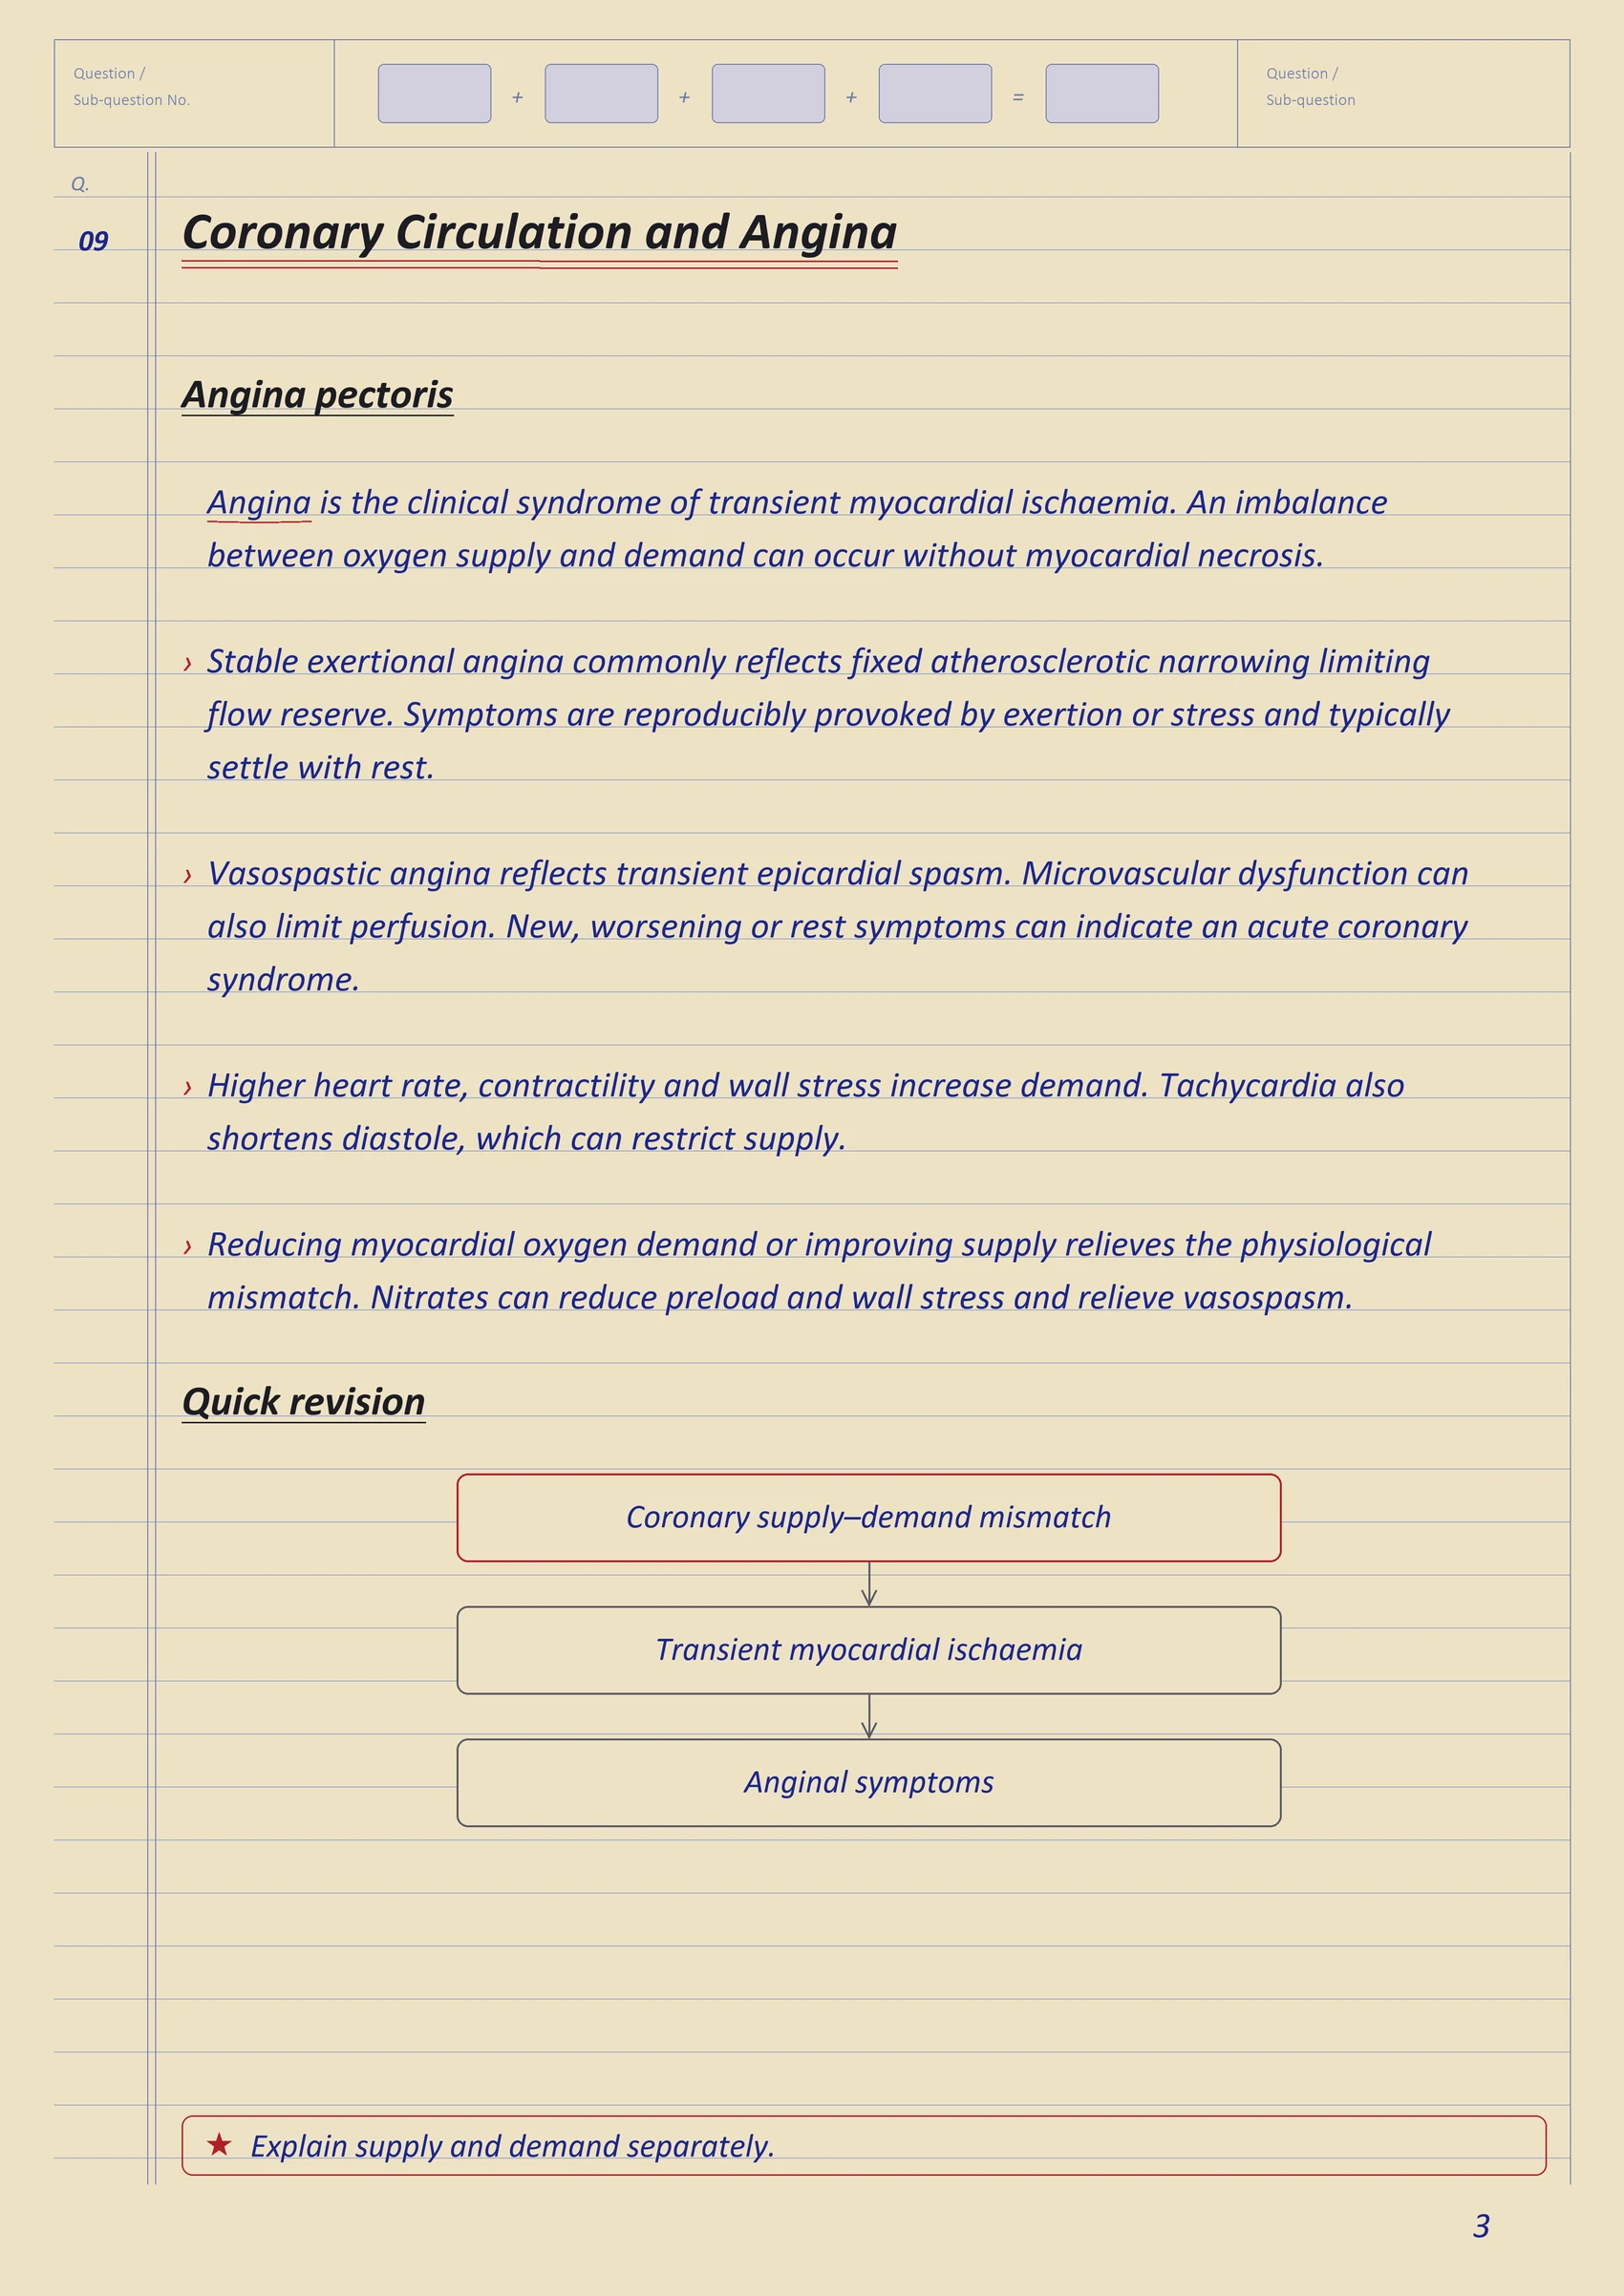 Question /
Sub-question No.
+ + + =
Question /
Sub-question
Q.
09
Coronary Circulation and Angina
Angina pectoris
Angina is the clinical syndrome of transient myocardial ischaemia. An imbalance
between oxygen supply and demand can occur without myocardial necrosis.
› Stable exertional angina commonly reflects fixed atherosclerotic narrowing limiting
flow reserve. Symptoms are reproducibly provoked by exertion or stress and typically
settle with rest.
› Vasospastic angina reflects transient epicardial spasm. Microvascular dysfunction can
also limit perfusion. New, worsening or rest symptoms can indicate an acute coronary
syndrome.
› Higher heart rate, contractility and wall stress increase demand. Tachycardia also
shortens diastole, which can restrict supply.
› Reducing myocardial oxygen demand or improving supply relieves the physiological
mismatch. Nitrates can reduce preload and wall stress and relieve vasospasm.
Quick revision
Coronary supply–demand mismatch
Transient myocardial ischaemia
Anginal symptoms
★ Explain supply and demand separately.
3